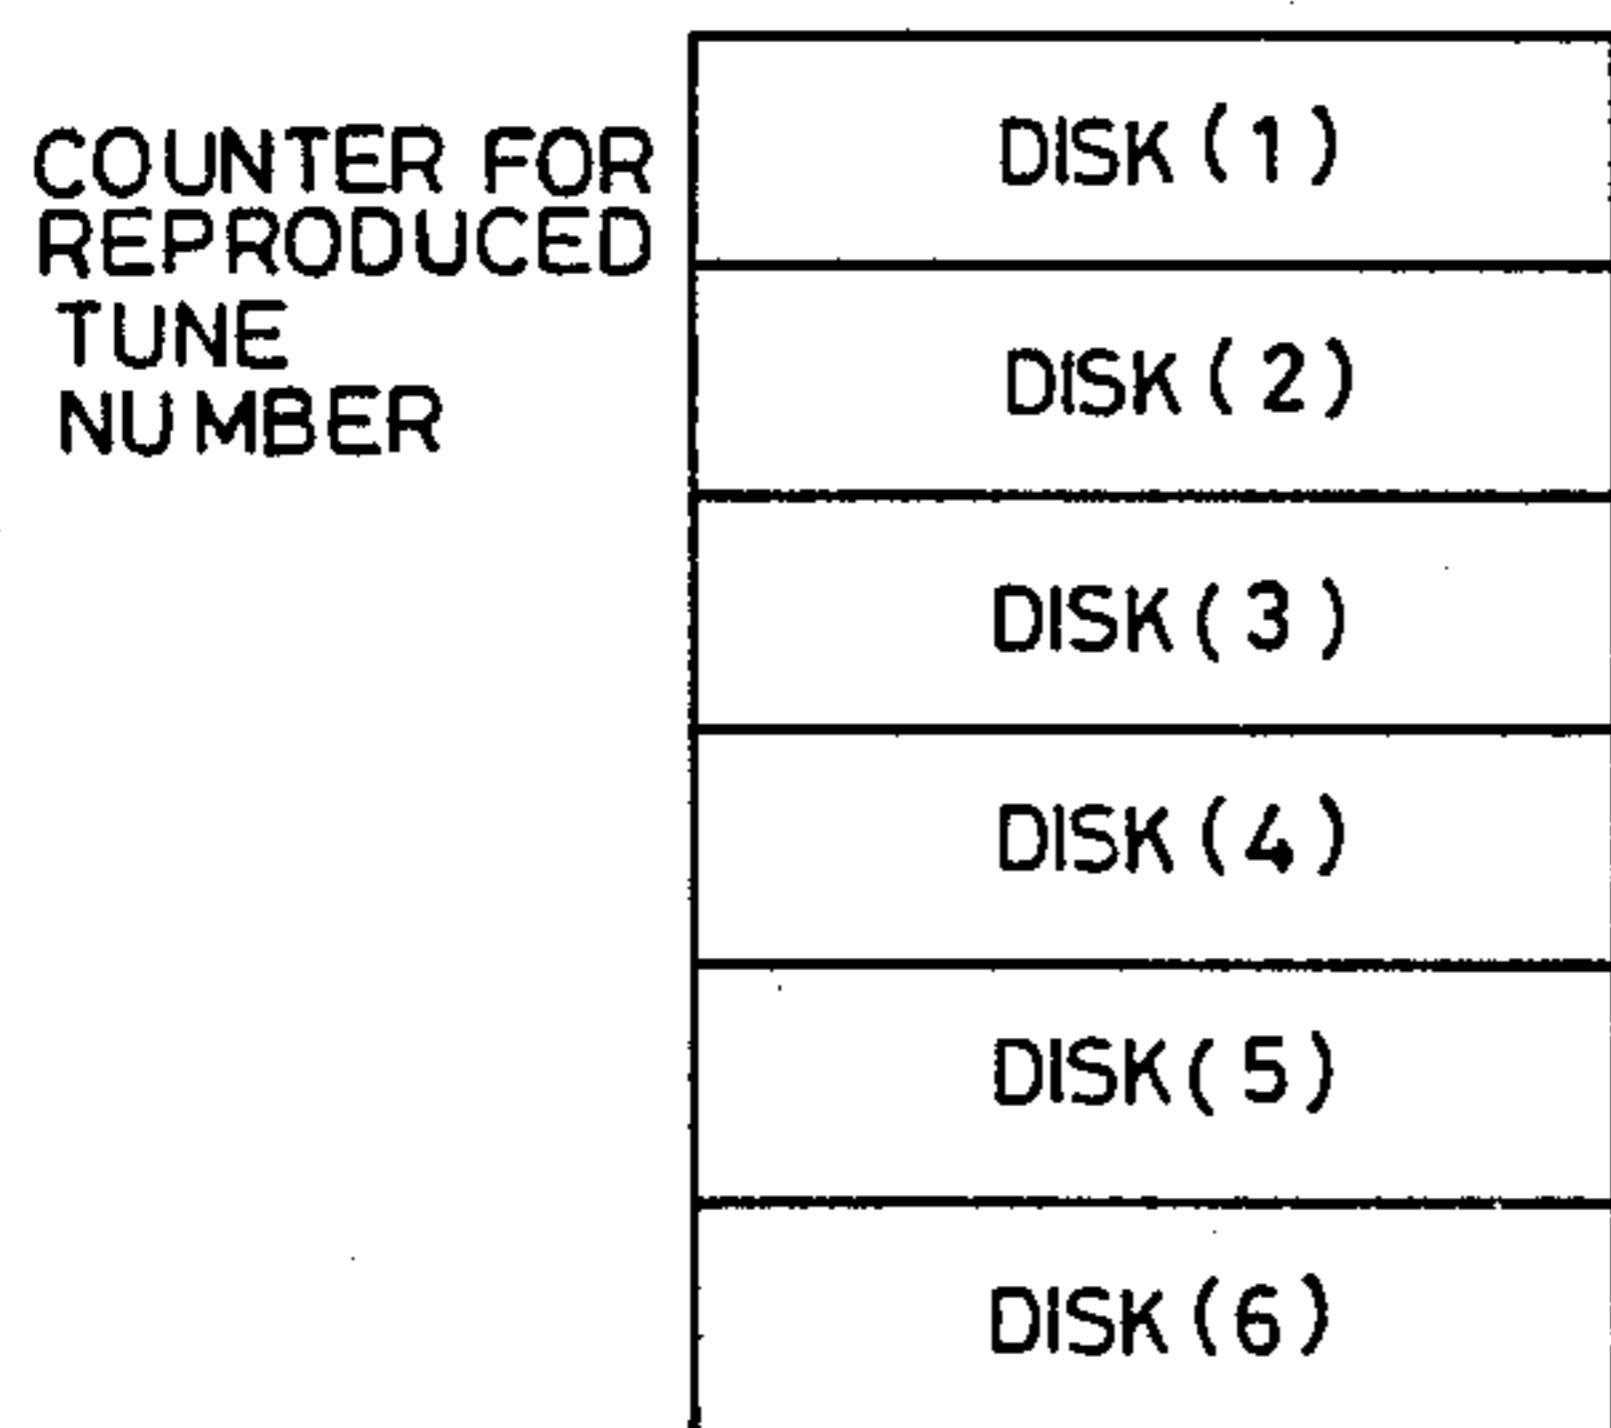 COUNTER FOR
REPRODUCED
TUNE
NUMBER
DISK (1)
DISK (2)
DISK (3)
DISK (4)
DISK (5)
DISK (6)